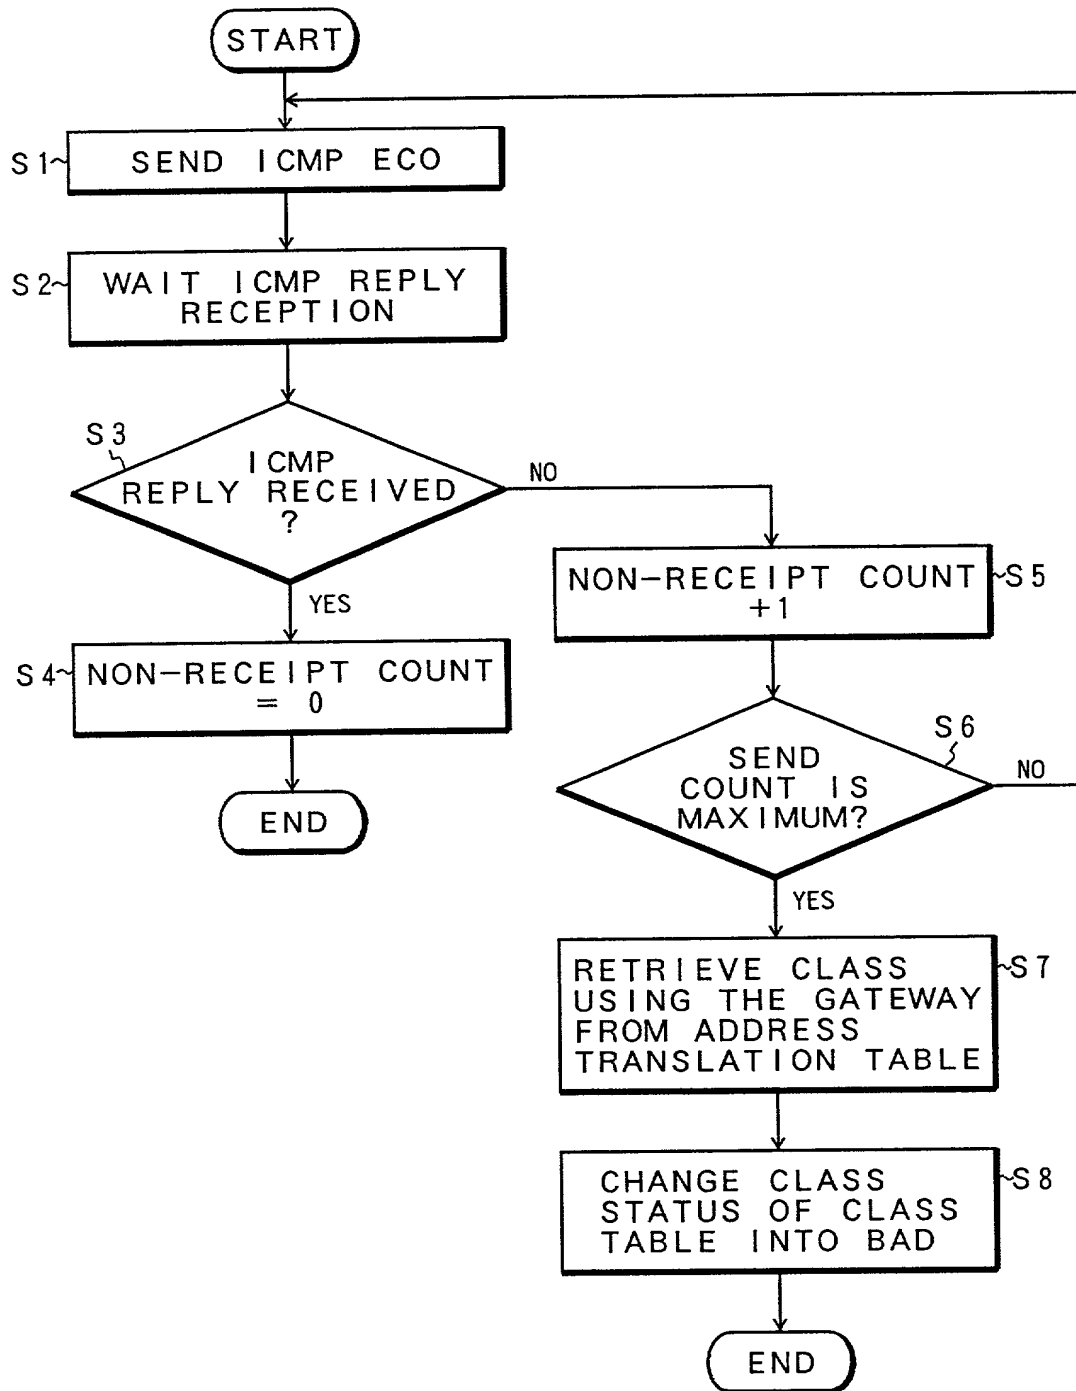 START
S1
SEND ICMP ECO
S2
WAIT ICMP REPLY
RECEPTION
S3
ICMP
REPLY RECEIVED
?
NO
YES
S4
NON-RECEIPT COUNT
= 0
END
NON-RECEIPT COUNT
+1
S5
S6
SEND
COUNT IS
MAXIMUM?
NO
YES
RETRIEVE CLASS
USING THE GATEWAY
FROM ADDRESS
TRANSLATION TABLE
S7
CHANGE CLASS
STATUS OF CLASS
TABLE INTO BAD
S8
END